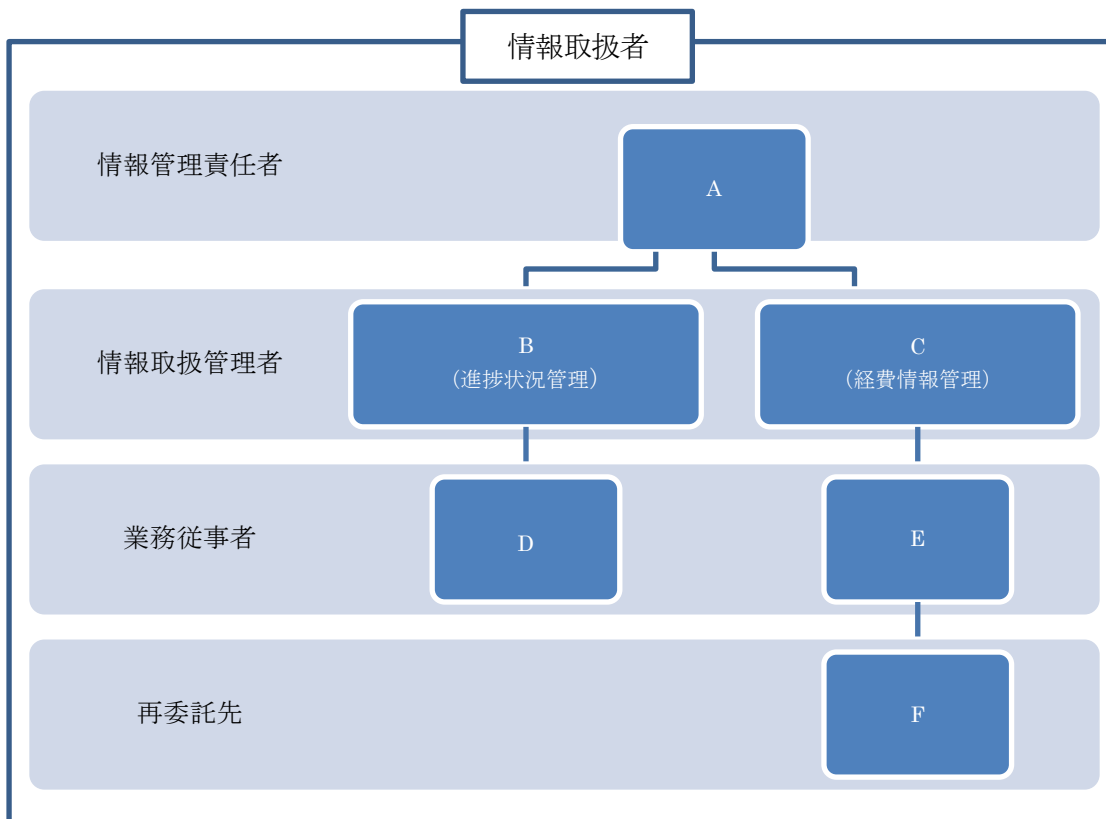 情報取扱者
情報管理責任者
A
情報取扱管理者
B
(進捗状況管理)
C
(経費情報管理)
業務従事者
D
E
再委託先
F